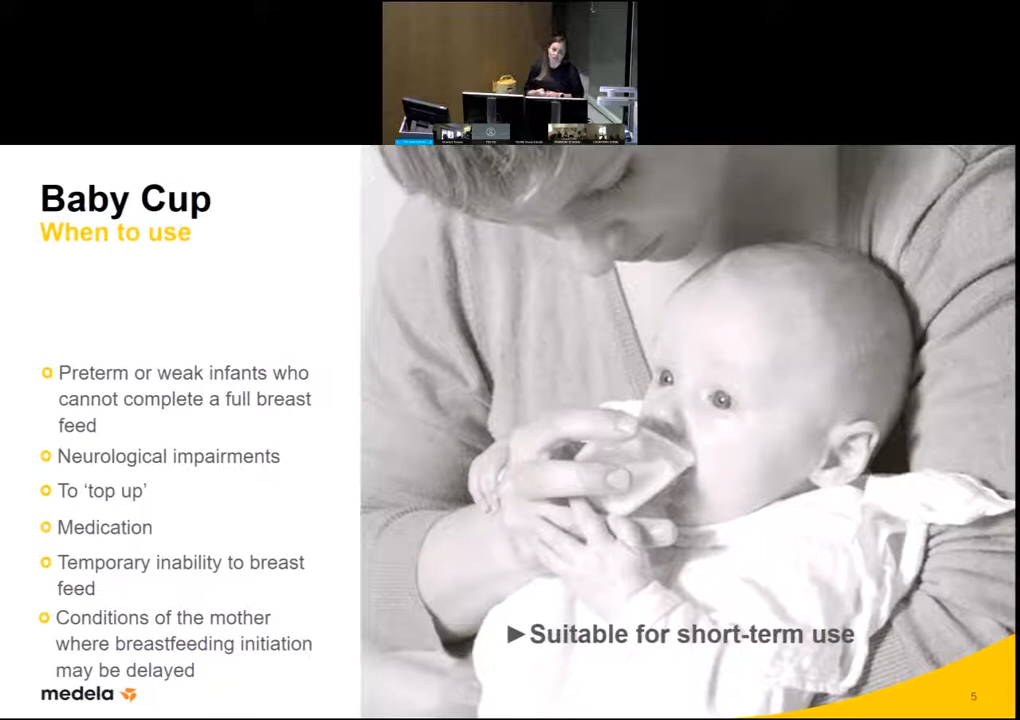 Baby Cup
When to use
Preterm or weak infants who
cannot complete a full breast
feed
Neurological impairments
To ‘top up’
Medication
Temporary inability to breast
feed
Conditions of the mother
where breastfeeding initiation
may be delayed
►Suitable for short-term use
medela
5